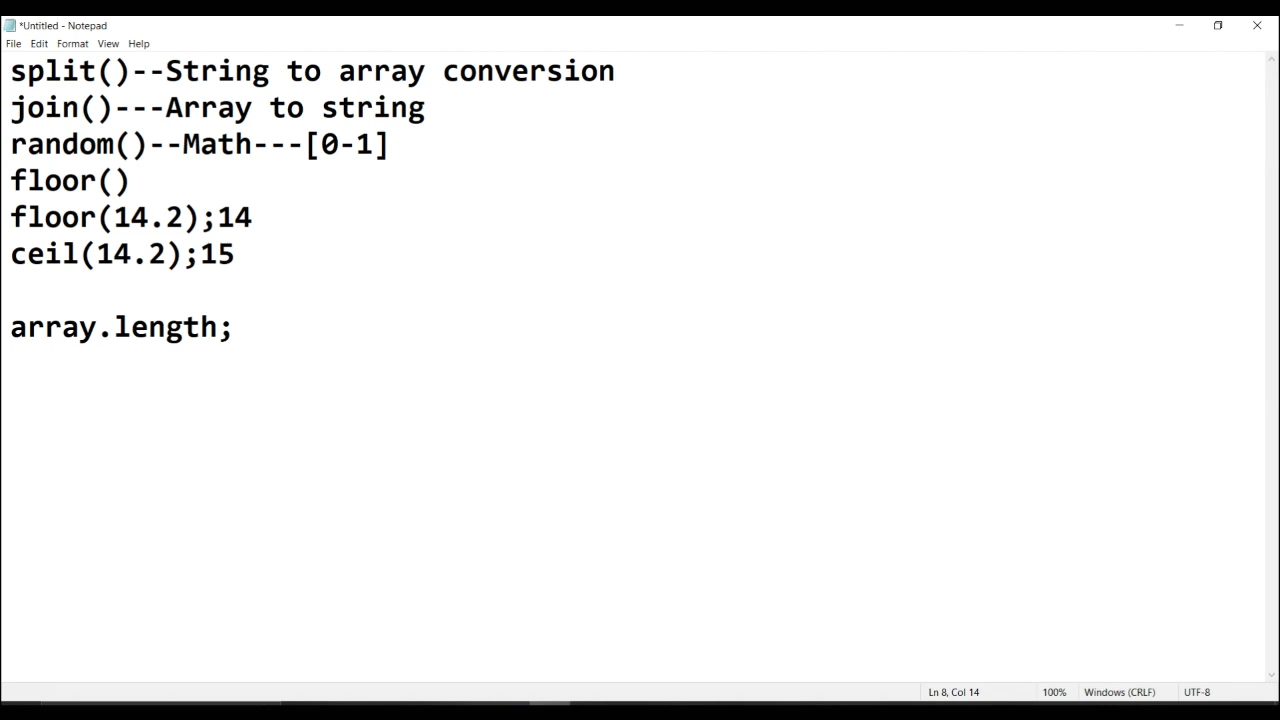 *Untitled - Notepad
File Edit Format View Help
split()--String to array conversion
join()---Array to string
random()--Math---[0-1]
floor()
floor(14.2);14
ceil(14.2);15
array.length;
Ln 8, Col 14 100% Windows (CRLF) UTF-8